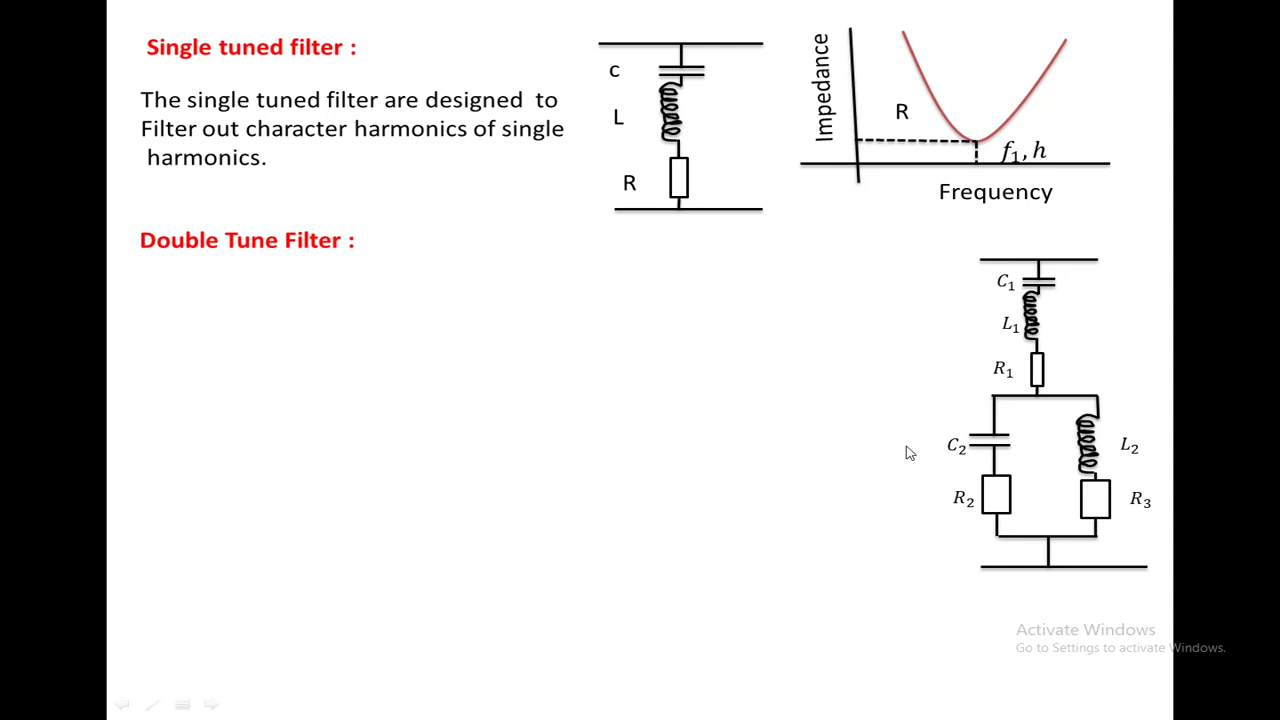 Single tuned filter :
The single tuned filter are designed to
Filter out character harmonics of single
harmonics.
c
L
R
Impedance
R
f₁, h
Frequency
Double Tune Filter :
C₁
L₁
R₁
C₂
L₂
R₂
R₃
Activate Windows
Go to Settings to activate Windows.